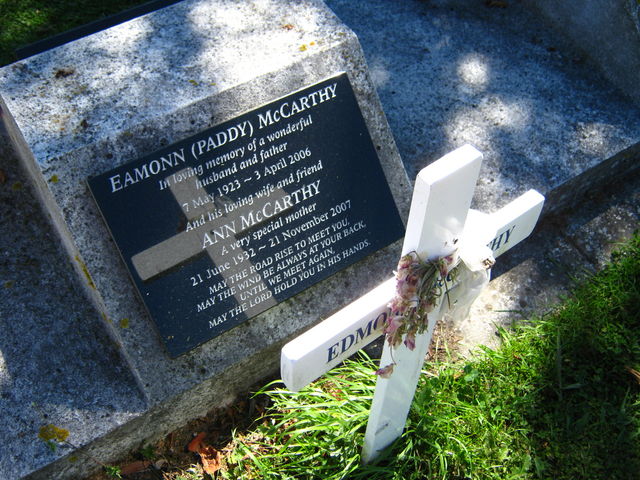 EAMONN (PADDY) McCARTHY
In loving memory of a wonderful
husband and father
7 May 1923 ~ 3 April 2006
And his loving wife and friend
ANN McCARTHY
A very special mother
21 June 1932 ~ 21 November 2007
MAY THE ROAD RISE TO MEET YOU,
MAY THE WIND BE ALWAYS AT YOUR BACK,
UNTIL WE MEET AGAIN,
MAY THE LORD HOLD YOU IN HIS HANDS.